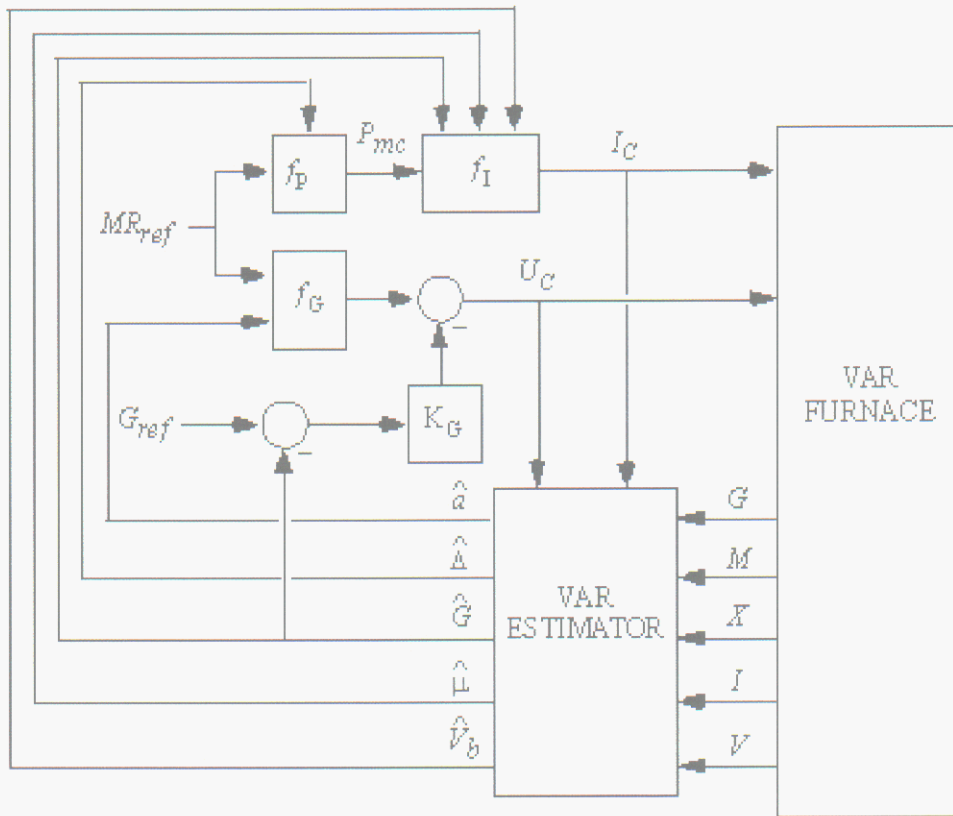 P_mc
I_C
f_P
f_I
MR_ref
U_C
f_G
−
VAR
FURNACE
G_ref
K_G
−
â
G
Δ̂
M
VAR
ESTIMATOR
Ĝ
X
μ̂
I
V̂_b
V